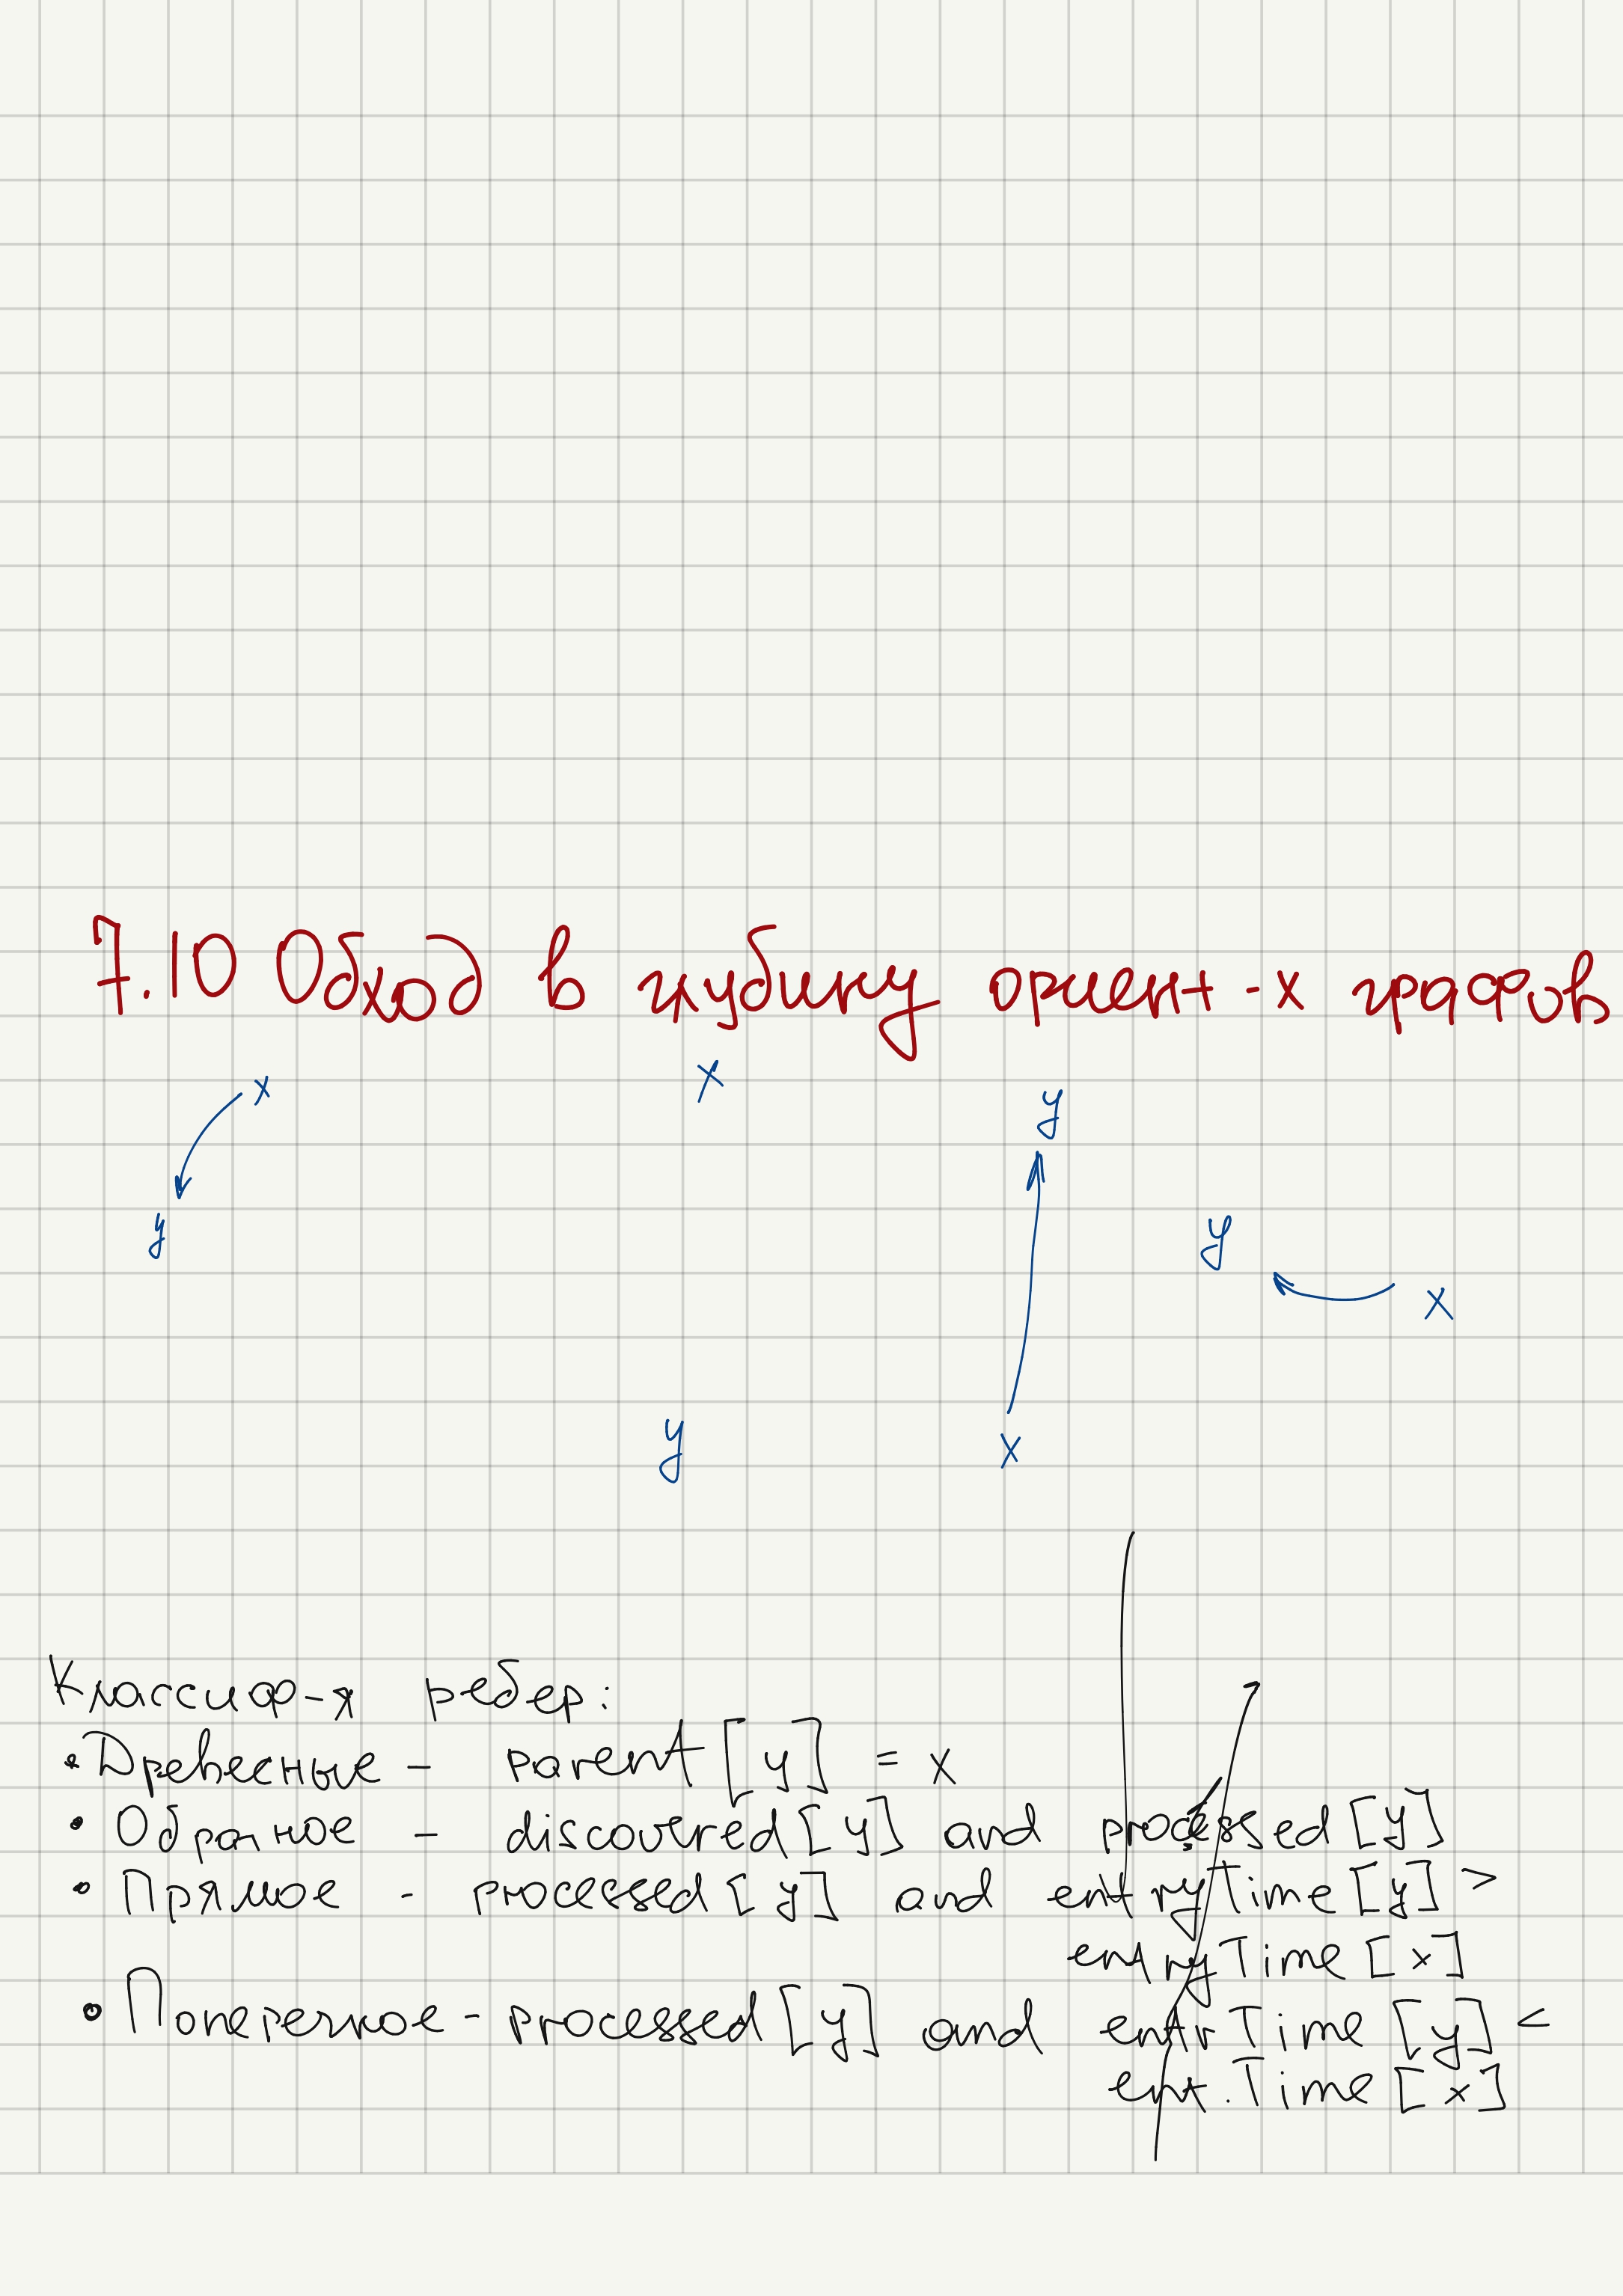 7.10 Обход в глубину ориент-х графов
x
x
y
y
y
x
y
x
Классиф-я ребер:
• Древесные - parent[y] = x
• Обратное - discovered[y] and processed[y]
• Прямое - processed[y] and entryTime[y] >
entryTime[x]
• Поперечное - processed[y] and entrTime[y] <
ent.Time[x]